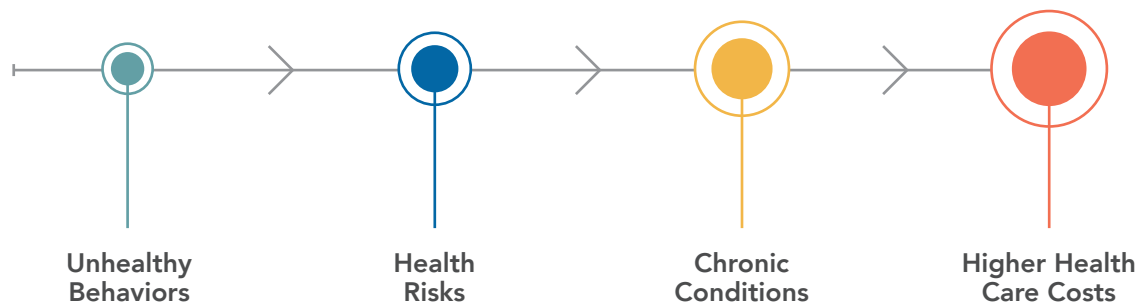 Unhealthy
Behaviors
Health
Risks
Chronic
Conditions
Higher Health
Care Costs